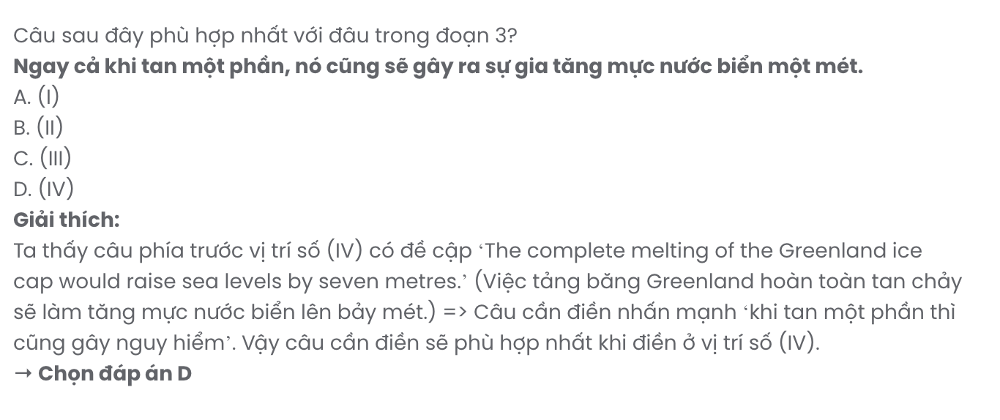 Câu sau đây phù hợp nhất với đâu trong đoạn 3?
Ngay cả khi tan một phần, nó cũng sẽ gây ra sự gia tăng mực nước biển một mét.
A. (I)
B. (II)
C. (III)
D. (IV)
Giải thích:
Ta thấy câu phía trước vị trí số (IV) có đề cập ‘The complete melting of the Greenland ice
cap would raise sea levels by seven metres.’ (Việc tảng băng Greenland hoàn toàn tan chảy
sẽ làm tăng mực nước biển lên bảy mét.) => Câu cần điền nhấn mạnh ‘khi tan một phần thì
cũng gây nguy hiểm’. Vậy câu cần điền sẽ phù hợp nhất khi điền ở vị trí số (IV).
→ Chọn đáp án D